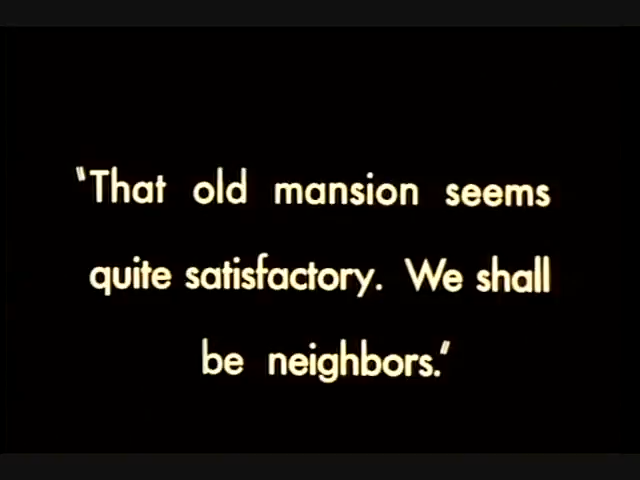 "That old mansion seems
quite satisfactory. We shall
be neighbors."